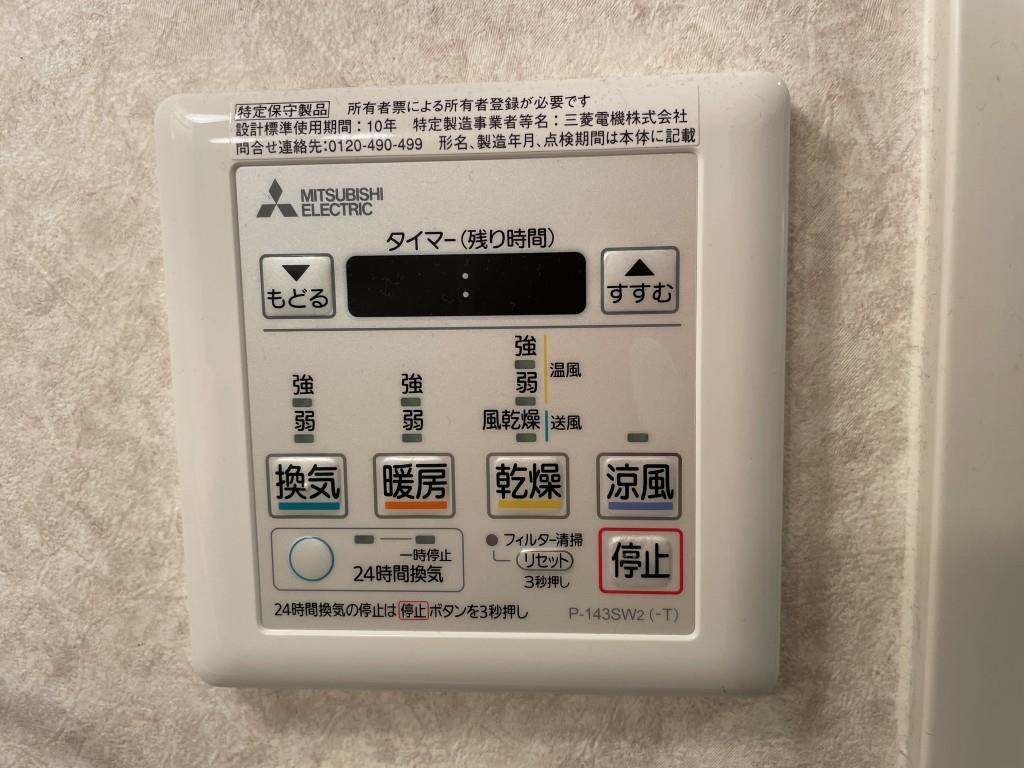 特定保守製品 所有者票による所有者登録が必要です
設計標準使用期間：10年 特定製造事業者等名：三菱電機株式会社
問合せ連絡先:0120-490-499 形名、製造年月、点検期間は本体に記載
MITSUBISHI
ELECTRIC
タイマー(残り時間)
▼ ▲
もどる : すすむ
強
温風
強 強 弱
弱 弱 風乾燥 送風
換気 暖房 乾燥 涼風
フィルター清掃
一時停止 リセット 停止
24時間換気 3秒押し
24時間換気の停止は 停止 ボタンを3秒押し P-143SW2 (-T)